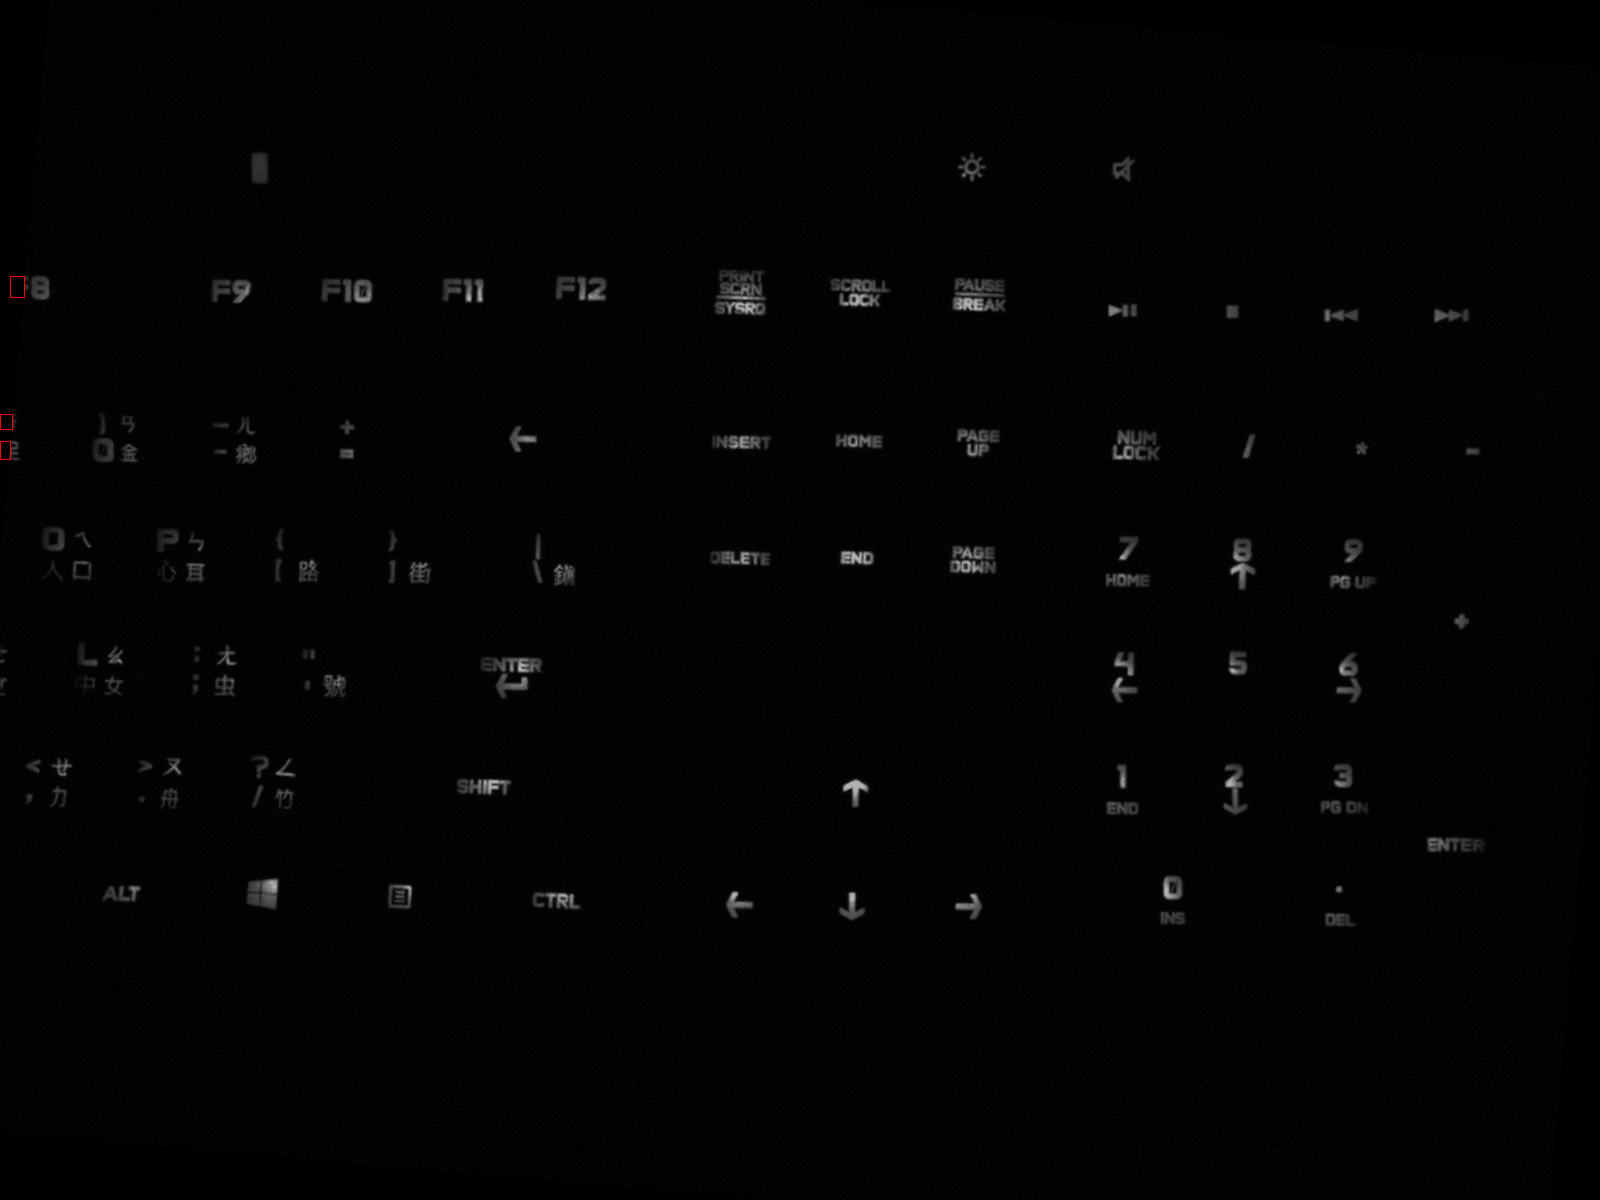 8 F9 F10 F11 F12 PRINT SCRN SYSRQ SCROLL LOCK PAUSE BREAK
) ㄢ - ㄦ +
0 金 - 鄉 = ← INSERT HOME PAGE UP NUM LOCK / * -
O ㄟ P ㄣ { } |
人 口 心 耳 [ 路 ] 街 \ 鎭 DELETE END PAGE DOWN
7 8 9
HOME ↑ PG UP
+
L ㄠ : ㄤ "
中 女 ; 虫 ' 號 ENTER
4 5 6
← →
< ㄝ > ㄡ ? ㄥ
, 力 . 舟 / 竹 SHIFT ↑
1 2 3
END ↓ PG DN
ENTER
ALT CTRL ← ↓ →
0 .
INS DEL